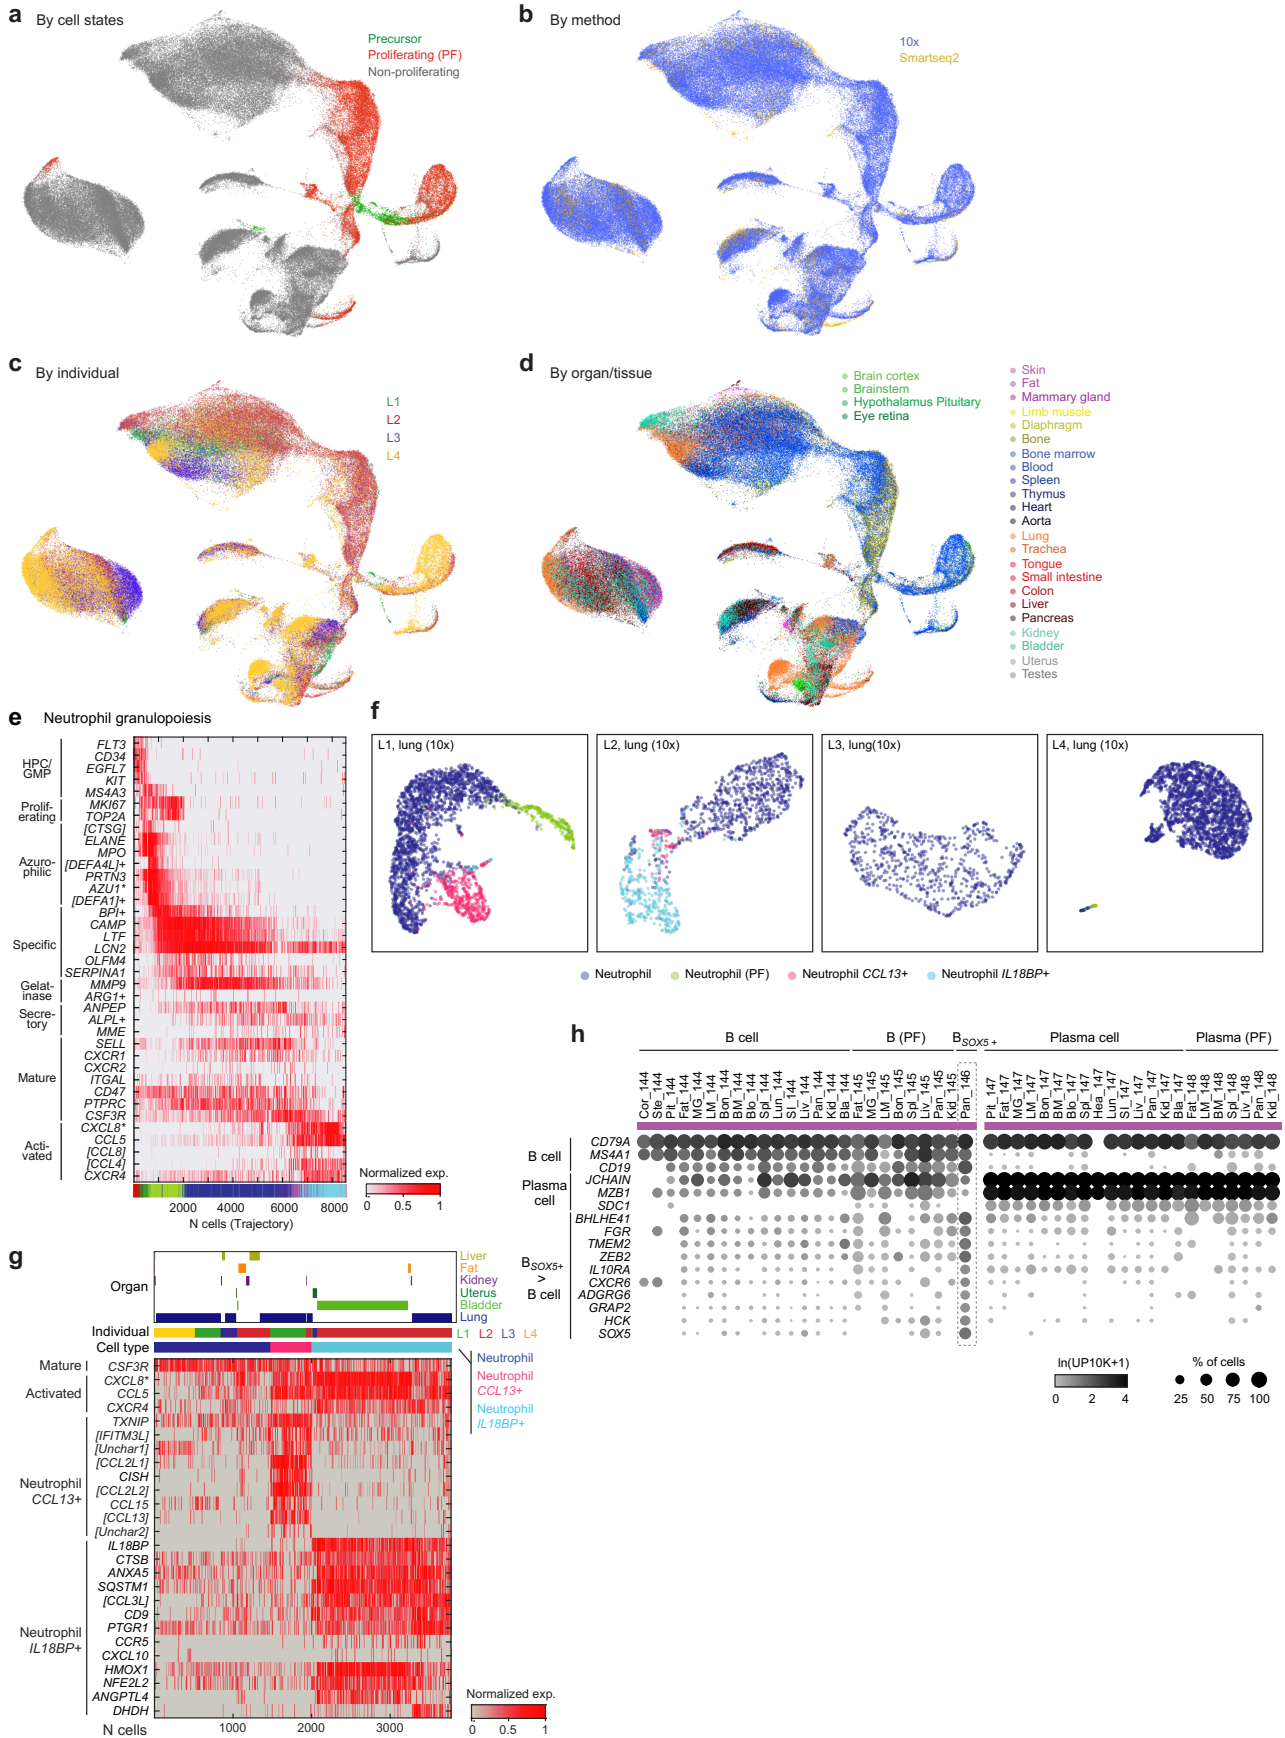 a By cell states
Precursor
Proliferating (PF)
Non-proliferating
b By method
10x
Smartseq2
c By individual
L1
L2
L3
L4
d By organ/tissue
Brain cortex
Brainstem
Hypothalamus Pituitary
Eye retina
Skin
Fat
Mammary gland
Limb muscle
Diaphragm
Bone
Bone marrow
Blood
Spleen
Thymus
Heart
Aorta
Lung
Trachea
Tongue
Small intestine
Colon
Liver
Pancreas
Kidney
Bladder
Uterus
Testes
e Neutrophil granulopoiesis
HPC/
GMP
FLT3
CD34
EGFL7
KIT
MS4A3
Prolif-
erating
MKI67
TOP2A
Azuro-
philic
[CTSG]
ELANE
MPO
[DEFA4L]+
PRTN3
AZU1*
[DEFA1]+
Specific
BPI+
CAMP
LTF
LCN2
OLFM4
SERPINA1
Gelat-
inase
MMP9
ARG1+
Secre-
tory
ANPEP
ALPL+
MME
Mature
SELL
CXCR1
CXCR2
ITGAL
CD47
PTPRC
CSF3R
Acti-
vated
CXCL8*
CCL5
[CCL8]
[CCL4]
CXCR4
2000 4000 6000 8000
N cells (Trajectory)
Normalized exp.
0 0.5 1
f
L1, lung (10x)
L2, lung (10x)
L3, lung(10x)
L4, lung (10x)
Neutrophil
Neutrophil (PF)
Neutrophil CCL13+
Neutrophil IL18BP+
g
Organ
Liver
Fat
Kidney
Uterus
Bladder
Lung
Individual
L1 L2 L3 L4
Cell type
Neutrophil
Neutrophil
CCL13+
Neutrophil
IL18BP+
Mature
CSF3R
Activated
CXCL8*
CCL5
CXCR4
Neutrophil
CCL13+
TXNIP
[IFITM3L]
[Unchar1]
[CCL2L1]
CISH
[CCL2L2]
CCL15
[CCL13]
[Unchar2]
Neutrophil
IL18BP+
IL18BP
CTSB
ANXA5
SQSTM1
[CCL3L]
CD9
PTGR1
CCR5
CXCL10
HMOX1
NFE2L2
ANGPTL4
DHDH
N cells
1000 2000 3000
Normalized exp.
0 0.5 1
h
B cell
B (PF)
B SOX5 +
Plasma cell
Plasma (PF)
Cor_144
Ste_144
Pit_144
Fat_144
MG_144
LM_144
Bon_144
BM_144
Blo_144
Spl_144
Lun_144
SI_144
Liv_144
Pan_144
Kid_144
Bla_144
Fat_145
MG_145
LM_145
Bon_145
Spl_145
Liv_145
Pan_145
Kid_145
Pan_146
Pit_147
Fat_147
MG_147
LM_147
Bon_147
BM_147
Blo_147
Spl_147
Hea_147
Lun_147
SI_147
Liv_147
Pan_147
Kid_147
Bla_147
Fat_148
LM_148
BM_148
Spl_148
Liv_148
Pan_148
Kid_148
B cell
CD79A
MS4A1
CD19
Plasma
cell
JCHAIN
MZB1
SDC1
B SOX5+
>
B cell
BHLHE41
FGR
TMEM2
ZEB2
IL10RA
CXCR6
ADGRG6
GRAP2
HCK
SOX5
ln(UP10K+1)
0 2 4
% of cells
25 50 75 100